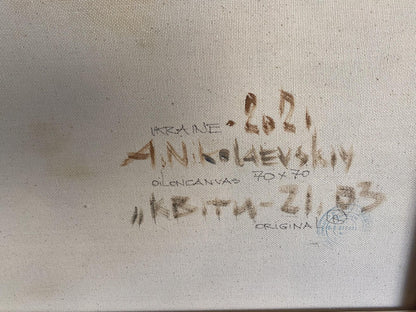 UKRAINE • 2021
A. Nikolaevskiy
OIL ON CANVAS 70 x 70
„КВіти - 21,03
ORIGINAL